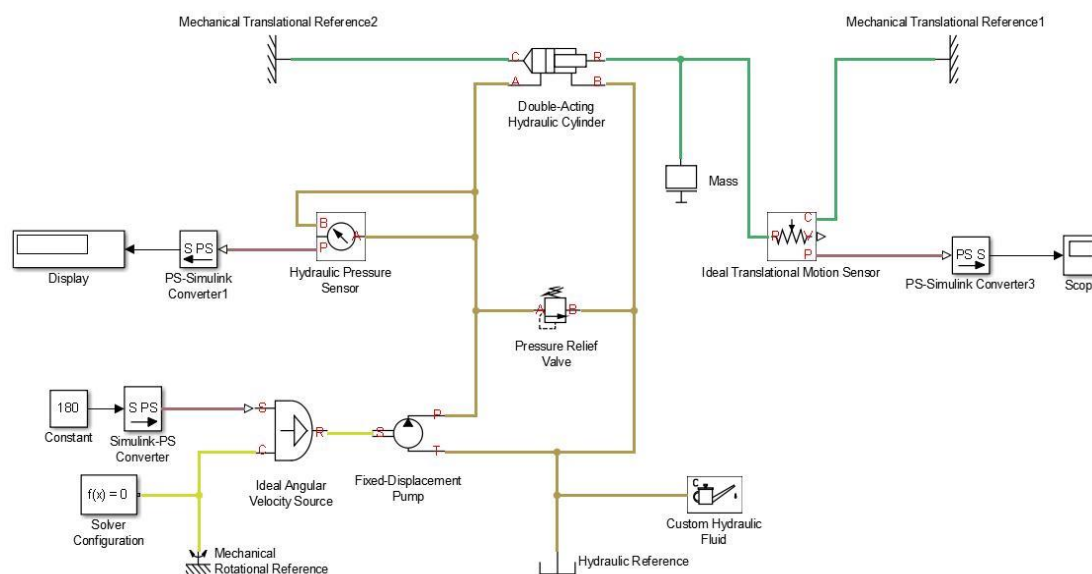 Mechanical Translational Reference2
Mechanical Translational Reference1
C
R
A
B
Double-Acting
Hydraulic Cylinder
Mass
B
A
P
C
R
V
P
S PS
PS S
Display
PS-Simulink
Converter1
Hydraulic Pressure
Sensor
Ideal Translational Motion Sensor
PS-Simulink Converter3
Scop
A
B
Pressure Relief
Valve
180
S PS
S
C
R
S
P
T
Constant
Simulink-PS
Converter
Ideal Angular
Velocity Source
Fixed-Displacement
Pump
f(x) = 0
C
Solver
Configuration
Custom Hydraulic
Fluid
Mechanical
Rotational Reference
Hydraulic Reference